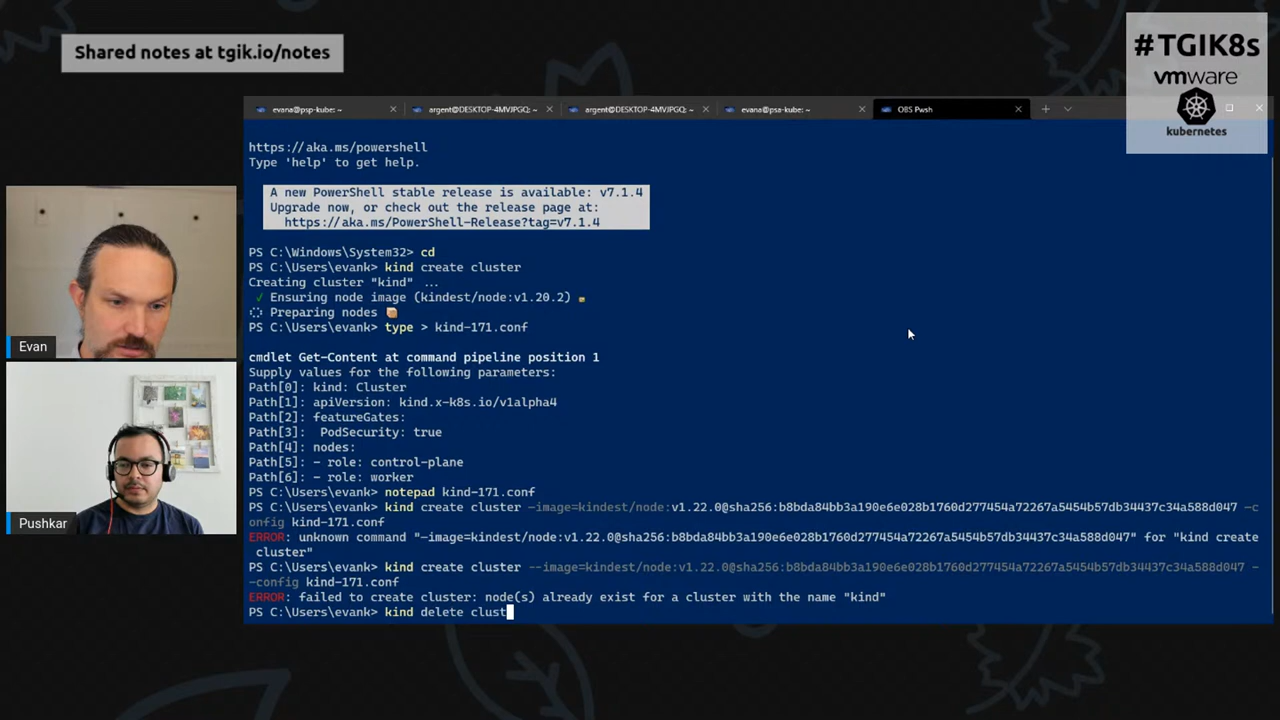 Shared notes at tgik.io/notes
#TGIK8s
vmware
kubernetes
evana@psp-kube: ~
argent@DESKTOP-4MVJPGQ: ~
argent@DESKTOP-4MVJPGQ: ~
evana@psa-kube: ~
OBS Pwsh
https://aka.ms/powershell
Type 'help' to get help.
A new PowerShell stable release is available: v7.1.4
Upgrade now, or check out the release page at:
https://aka.ms/PowerShell-Release?tag=v7.1.4
PS C:\Windows\System32> cd
PS C:\Users\evank> kind create cluster
Creating cluster "kind" ...
✓ Ensuring node image (kindest/node:v1.20.2)
Preparing nodes
PS C:\Users\evank> type > kind-171.conf
cmdlet Get-Content at command pipeline position 1
Supply values for the following parameters:
Path[0]: kind: Cluster
Path[1]: apiVersion: kind.x-k8s.io/v1alpha4
Path[2]: featureGates:
Path[3]:  PodSecurity: true
Path[4]: nodes:
Path[5]: - role: control-plane
Path[6]: - role: worker
PS C:\Users\evank> notepad kind-171.conf
PS C:\Users\evank> kind create cluster -image=kindest/node:v1.22.0@sha256:b8bda84bb3a190e6e028b1760d277454a72267a5454b57db34437c34a588d047 -c
onfig kind-171.conf
ERROR: unknown command "-image=kindest/node:v1.22.0@sha256:b8bda84bb3a190e6e028b1760d277454a72267a5454b57db34437c34a588d047" for "kind create
cluster"
PS C:\Users\evank> kind create cluster --image=kindest/node:v1.22.0@sha256:b8bda84bb3a190e6e028b1760d277454a72267a5454b57db34437c34a588d047 -
-config kind-171.conf
ERROR: failed to create cluster: node(s) already exist for a cluster with the name "kind"
PS C:\Users\evank> kind delete clust
Evan
Pushkar